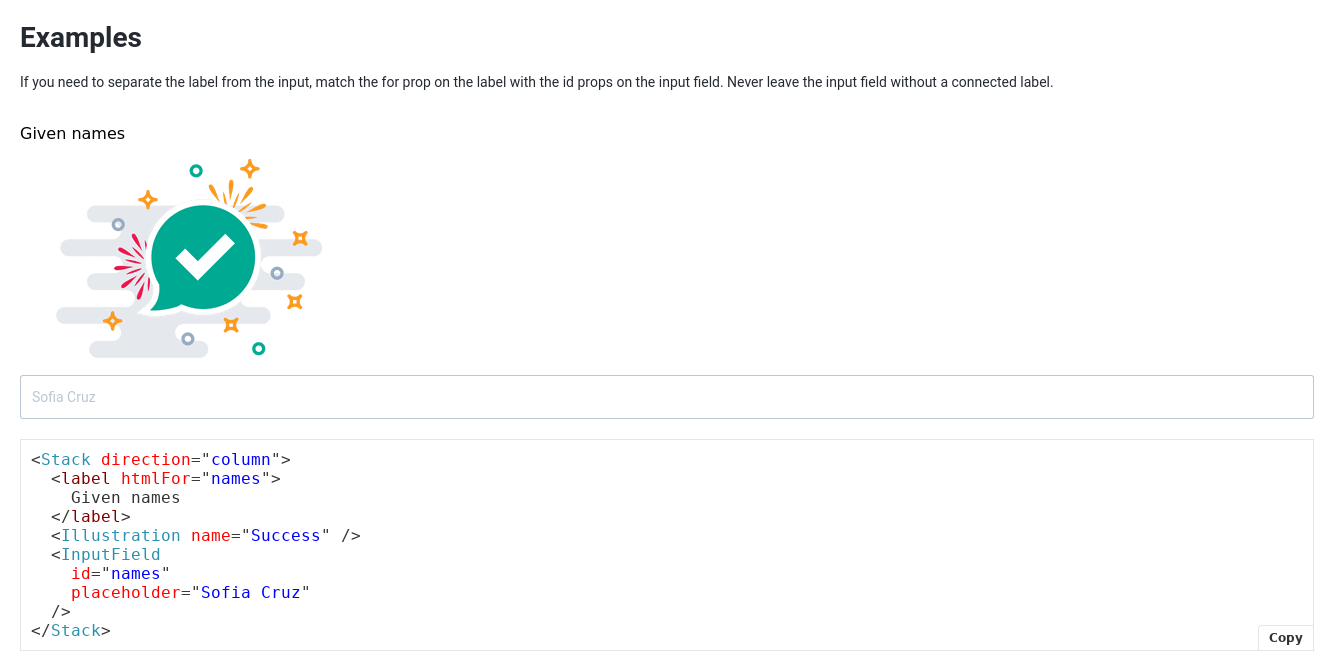 Examples
If you need to separate the label from the input, match the for prop on the label with the id props on the input field. Never leave the input field without a connected label.
Given names
Sofia Cruz
<Stack direction="column">
  <label htmlFor="names">
    Given names
  </label>
  <Illustration name="Success" />
  <InputField
    id="names"
    placeholder="Sofia Cruz"
  />
</Stack>
Copy